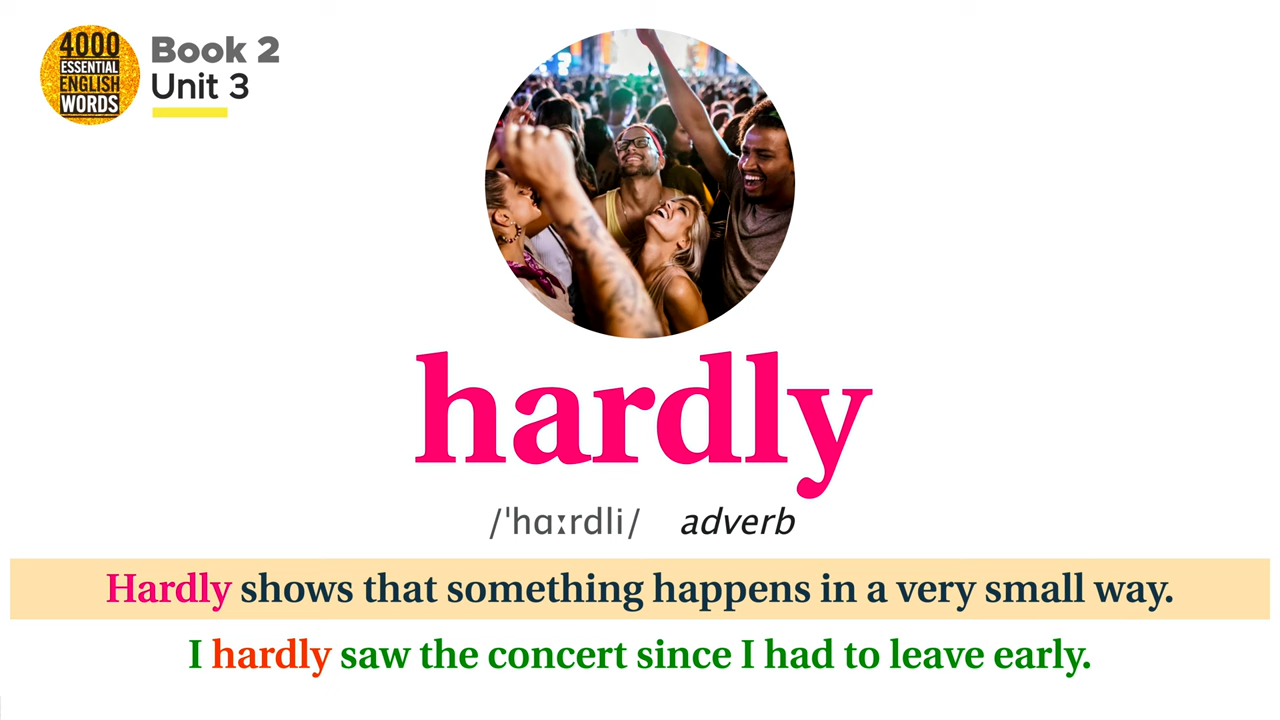 4000
ESSENTIAL
ENGLISH
WORDS
Book 2
Unit 3
hardly
/ˈhɑːrdli/ adverb
Hardly shows that something happens in a very small way.
I hardly saw the concert since I had to leave early.